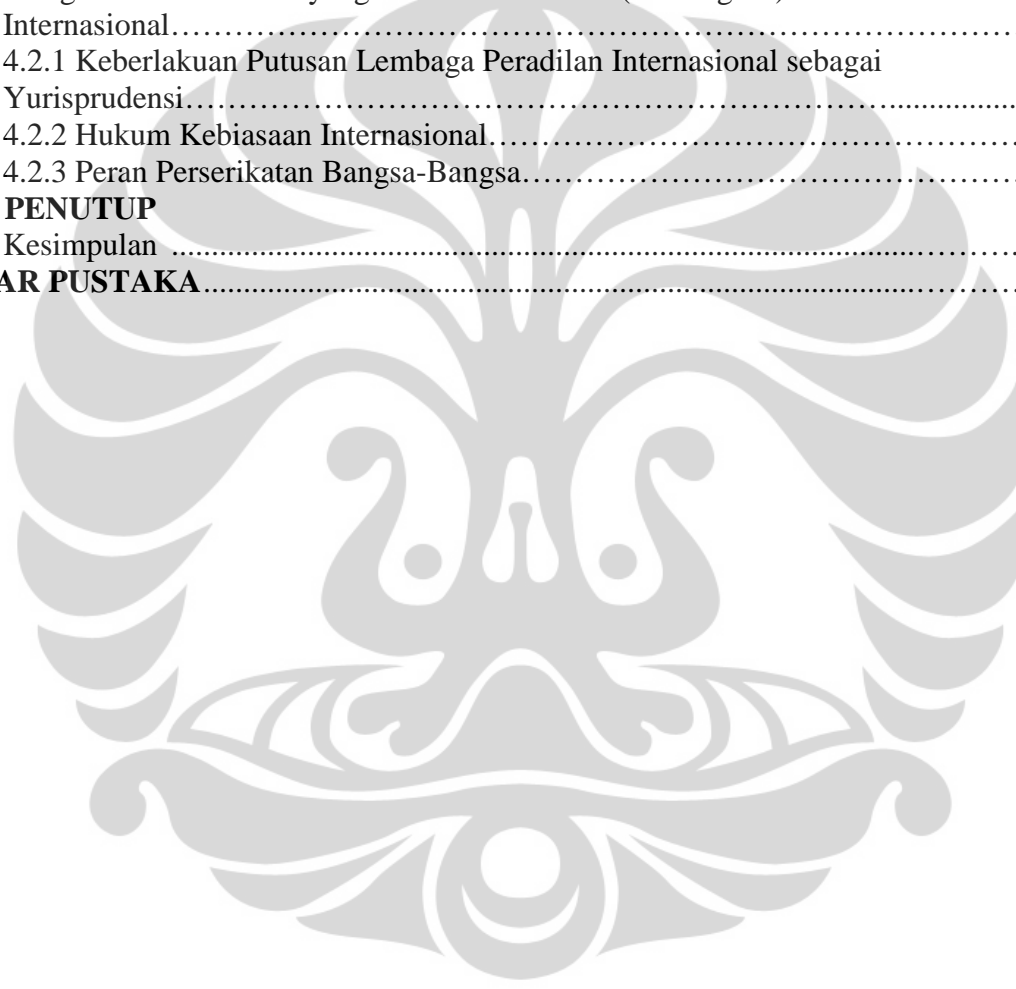 Internasional……………………………………………………………………………
4.2.1 Keberlakuan Putusan Lembaga Peradilan Internasional sebagai
Yurisprudensi……………………………………………………………...................
4.2.2 Hukum Kebiasaan Internasional………………………………………………
4.2.3 Peran Perserikatan Bangsa-Bangsa……………………………………………
PENUTUP
Kesimpulan ..........................................................................................………
AR PUSTAKA.....................................................................................………